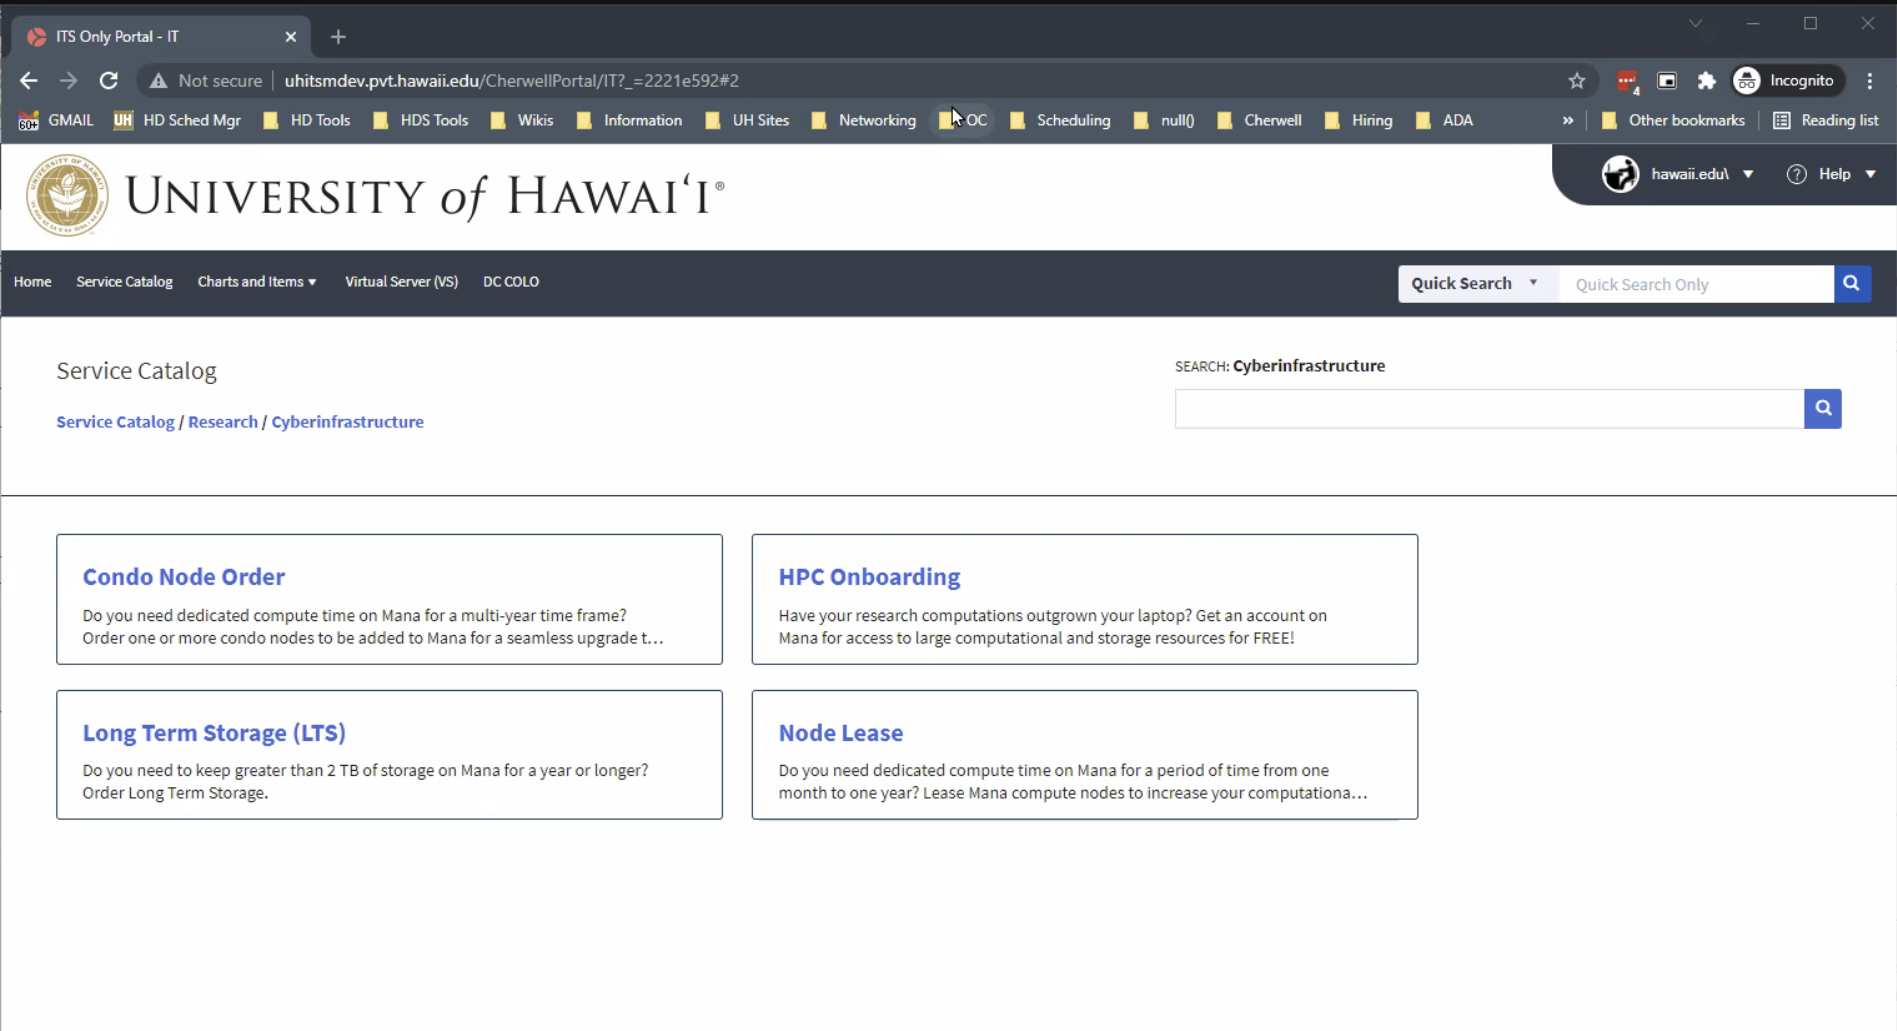 ITS Only Portal - IT
Not secure uhitsmdev.pvt.hawaii.edu/CherwellPortal/IT?_=2221e592#2
4 Incognito
60+ GMAIL UH HD Sched Mgr HD Tools HDS Tools Wikis Information UH Sites Networking OC Scheduling null() Cherwell Hiring ADA » Other bookmarks Reading list
UNIVERSITY of HAWAIʻI®
hawaii.edu\ ? Help
Home Service Catalog Charts and Items Virtual Server (VS) DC COLO Quick Search Quick Search Only
Service Catalog
SEARCH: Cyberinfrastructure
Service Catalog / Research / Cyberinfrastructure
Condo Node Order
Do you need dedicated compute time on Mana for a multi-year time frame?
Order one or more condo nodes to be added to Mana for a seamless upgrade t...
HPC Onboarding
Have your research computations outgrown your laptop? Get an account on
Mana for access to large computational and storage resources for FREE!
Long Term Storage (LTS)
Do you need to keep greater than 2 TB of storage on Mana for a year or longer?
Order Long Term Storage.
Node Lease
Do you need dedicated compute time on Mana for a period of time from one
month to one year? Lease Mana compute nodes to increase your computationa...